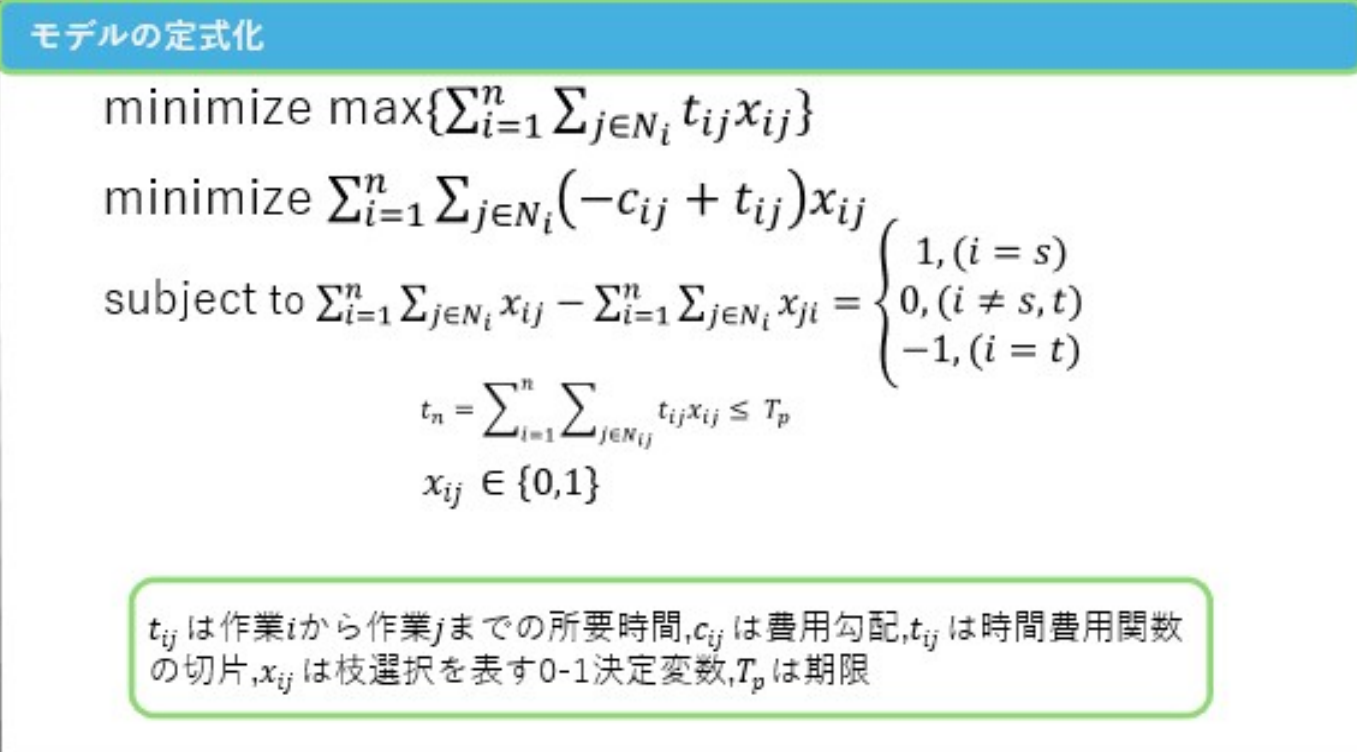 モデルの定式化
minimize max{∑ⁿᵢ₌₁ ∑_{j∈N_i} t_{ij}x_{ij}}
minimize ∑ⁿᵢ₌₁ ∑_{j∈N_i}(−c_{ij} + t_{ij})x_{ij}
subject to ∑ⁿᵢ₌₁ ∑_{j∈N_i} x_{ij} − ∑ⁿᵢ₌₁ ∑_{j∈N_i} x_{ji} = { 1, (i = s)
0, (i ≠ s, t)
−1, (i = t)
t_n = ∑ⁿᵢ₌₁ ∑_{j∈N_{ij}} t_{ij}x_{ij} ≤ T_p
x_{ij} ∈ {0,1}
t_{ij} は作業iから作業jまでの所要時間,c_{ij} は費用勾配,t_{ij} は時間費用関数
の切片,x_{ij} は枝選択を表す0-1決定変数,T_p は期限